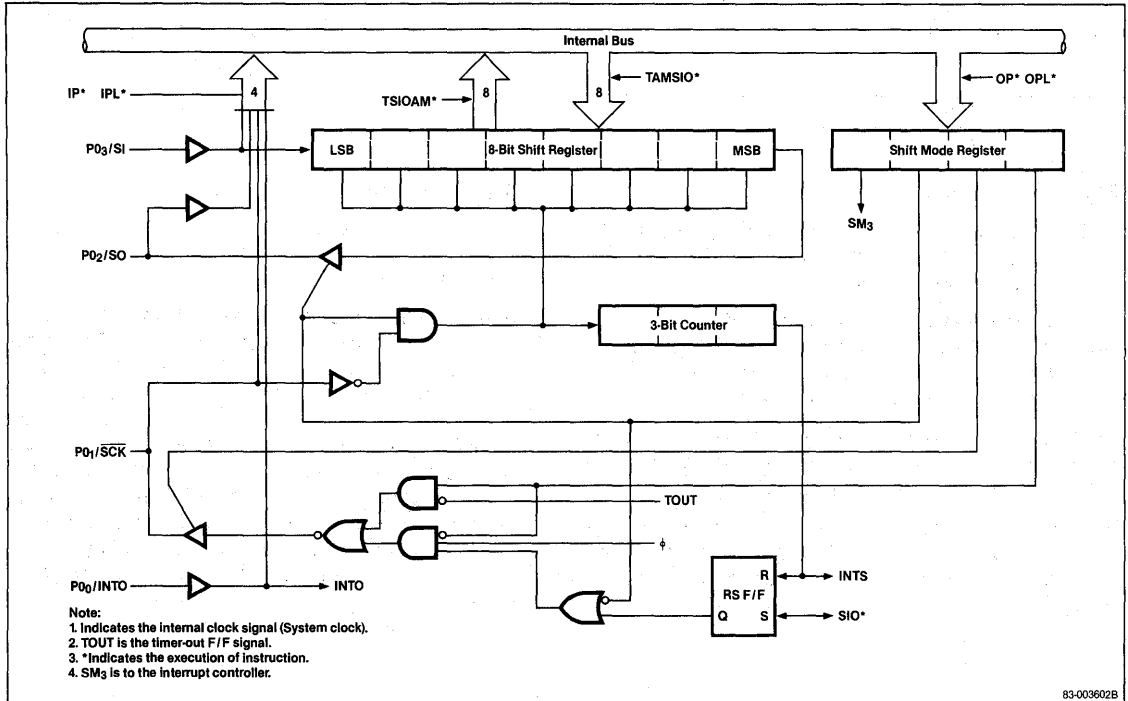 Internal Bus
IP* IPL*
4
TSIOAM*
8
8
TAMSIO*
OP* OPL*
P0₃/SI
LSB
8-Bit Shift Register
MSB
Shift Mode Register
SM₃
P0₂/SO
3-Bit Counter
P0₁/S̅C̅K̅
TOUT
ϕ
P0₀/INTO
INTO
R
RS F/F
Q
S
INTS
SIO*
Note:
1. Indicates the internal clock signal (System clock).
2. TOUT is the timer-out F/F signal.
3. *Indicates the execution of instruction.
4. SM₃ is to the interrupt controller.
83-003602B